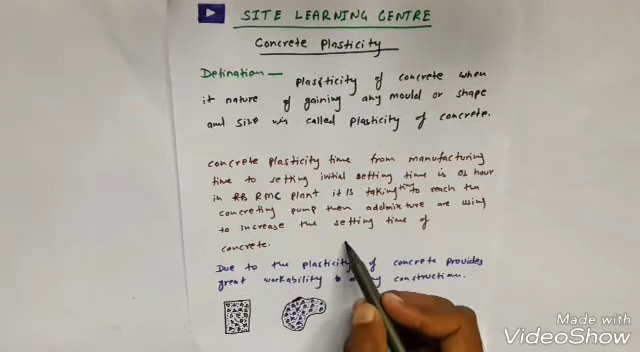 SITE LEARNING CENTRE
Concrete Plasticity
Defination — Plasticity of concrete when
it nature of gaining any mould or shape
and size is called plasticity of concrete.
concrete plasticity time from manufacturing
time to setting initial setting time is 03 hour
in RMC plant it is taking time to reach the
concreting pump then addmixture are using
to increase the setting time of
concrete.
Due to the plasticity of concrete provides
great workability construction.
Made with
VideoShow